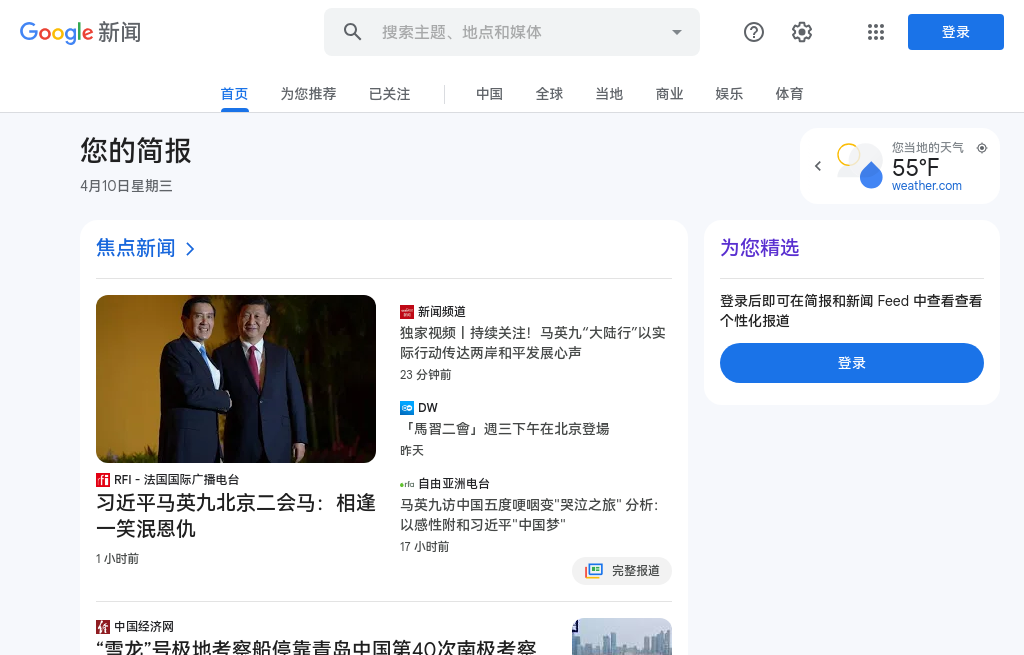 Google 新闻
搜索主题、地点和媒体
登录
首页
为您推荐
已关注
中国
全球
当地
商业
娱乐
体育
您的简报
4月10日星期三
您当地的天气
55°F
weather.com
焦点新闻
RFI - 法国国际广播电台
习近平马英九北京二会马：相逢
一笑泯恩仇
1 小时前
新闻频道
独家视频丨持续关注！马英九“大陆行”以实
际行动传达两岸和平发展心声
23 分钟前
DW
「馬習二會」週三下午在北京登場
昨天
rfa 自由亚洲电台
马英九访中国五度哽咽变"哭泣之旅" 分析：
以感性附和习近平"中国梦"
17 小时前
完整报道
中国经济网
“雪龙”号极地考察船停靠青岛中国第40次南极考察
为您精选
登录后即可在简报和新闻 Feed 中查看查看
个性化报道
登录